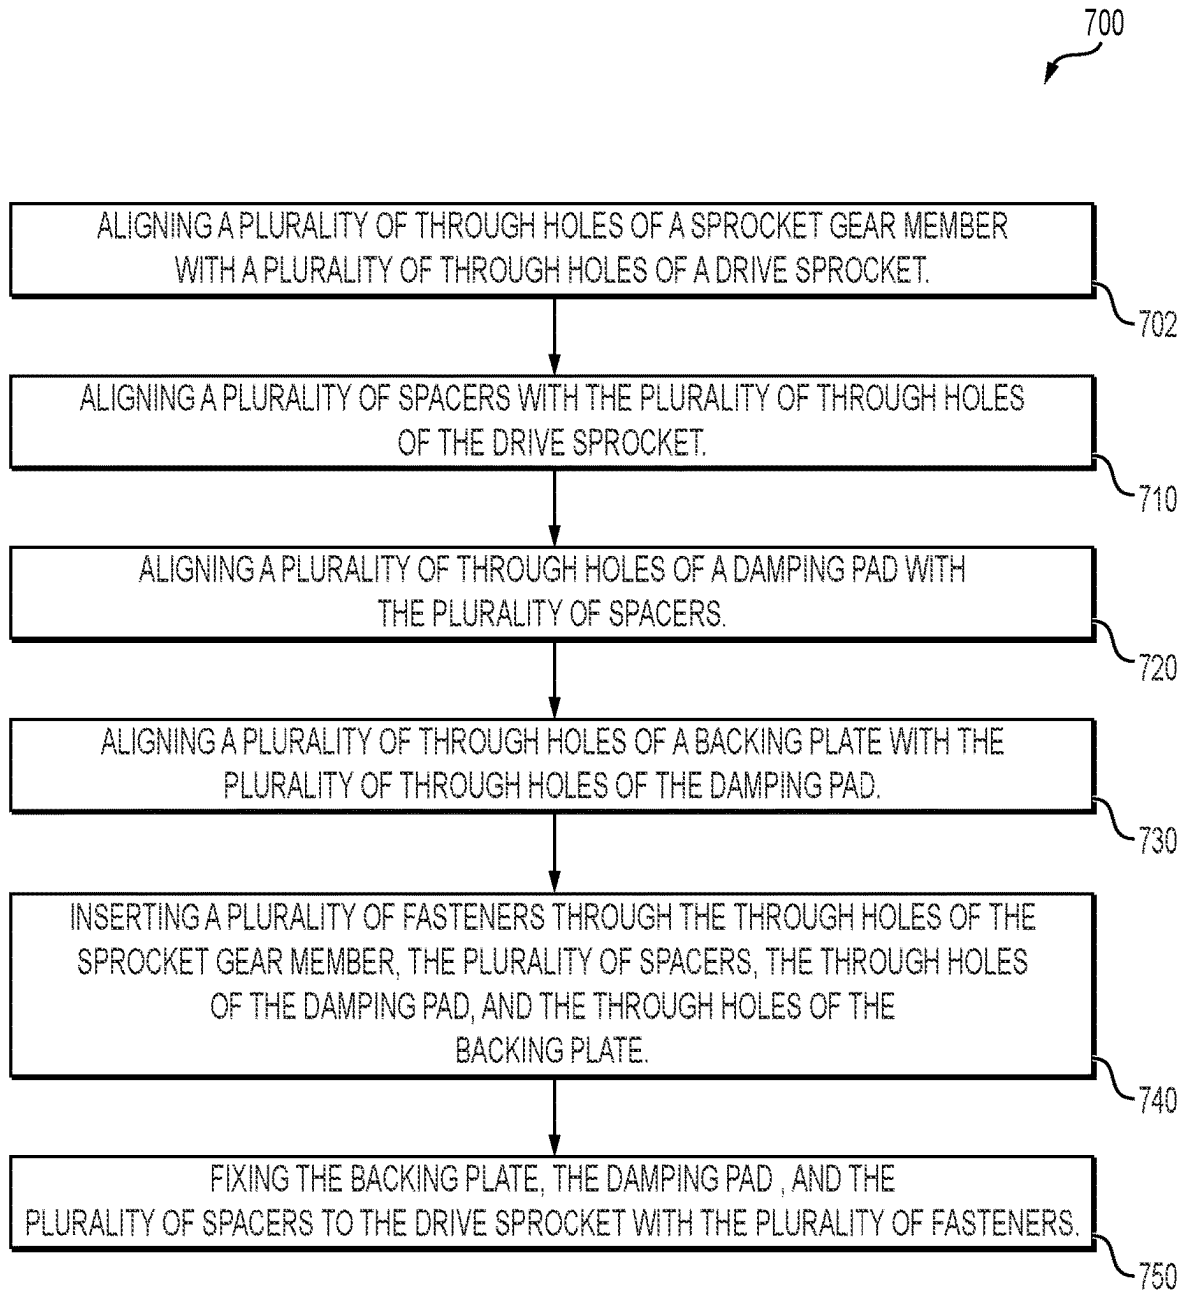 700
ALIGNING A PLURALITY OF THROUGH HOLES OF A SPROCKET GEAR MEMBER
WITH A PLURALITY OF THROUGH HOLES OF A DRIVE SPROCKET.
702
ALIGNING A PLURALITY OF SPACERS WITH THE PLURALITY OF THROUGH HOLES
OF THE DRIVE SPROCKET.
710
ALIGNING A PLURALITY OF THROUGH HOLES OF A DAMPING PAD WITH
THE PLURALITY OF SPACERS.
720
ALIGNING A PLURALITY OF THROUGH HOLES OF A BACKING PLATE WITH THE
PLURALITY OF THROUGH HOLES OF THE DAMPING PAD.
730
INSERTING A PLURALITY OF FASTENERS THROUGH THE THROUGH HOLES OF THE
SPROCKET GEAR MEMBER, THE PLURALITY OF SPACERS, THE THROUGH HOLES
OF THE DAMPING PAD, AND THE THROUGH HOLES OF THE
BACKING PLATE.
740
FIXING THE BACKING PLATE, THE DAMPING PAD , AND THE
PLURALITY OF SPACERS TO THE DRIVE SPROCKET WITH THE PLURALITY OF FASTENERS.
750